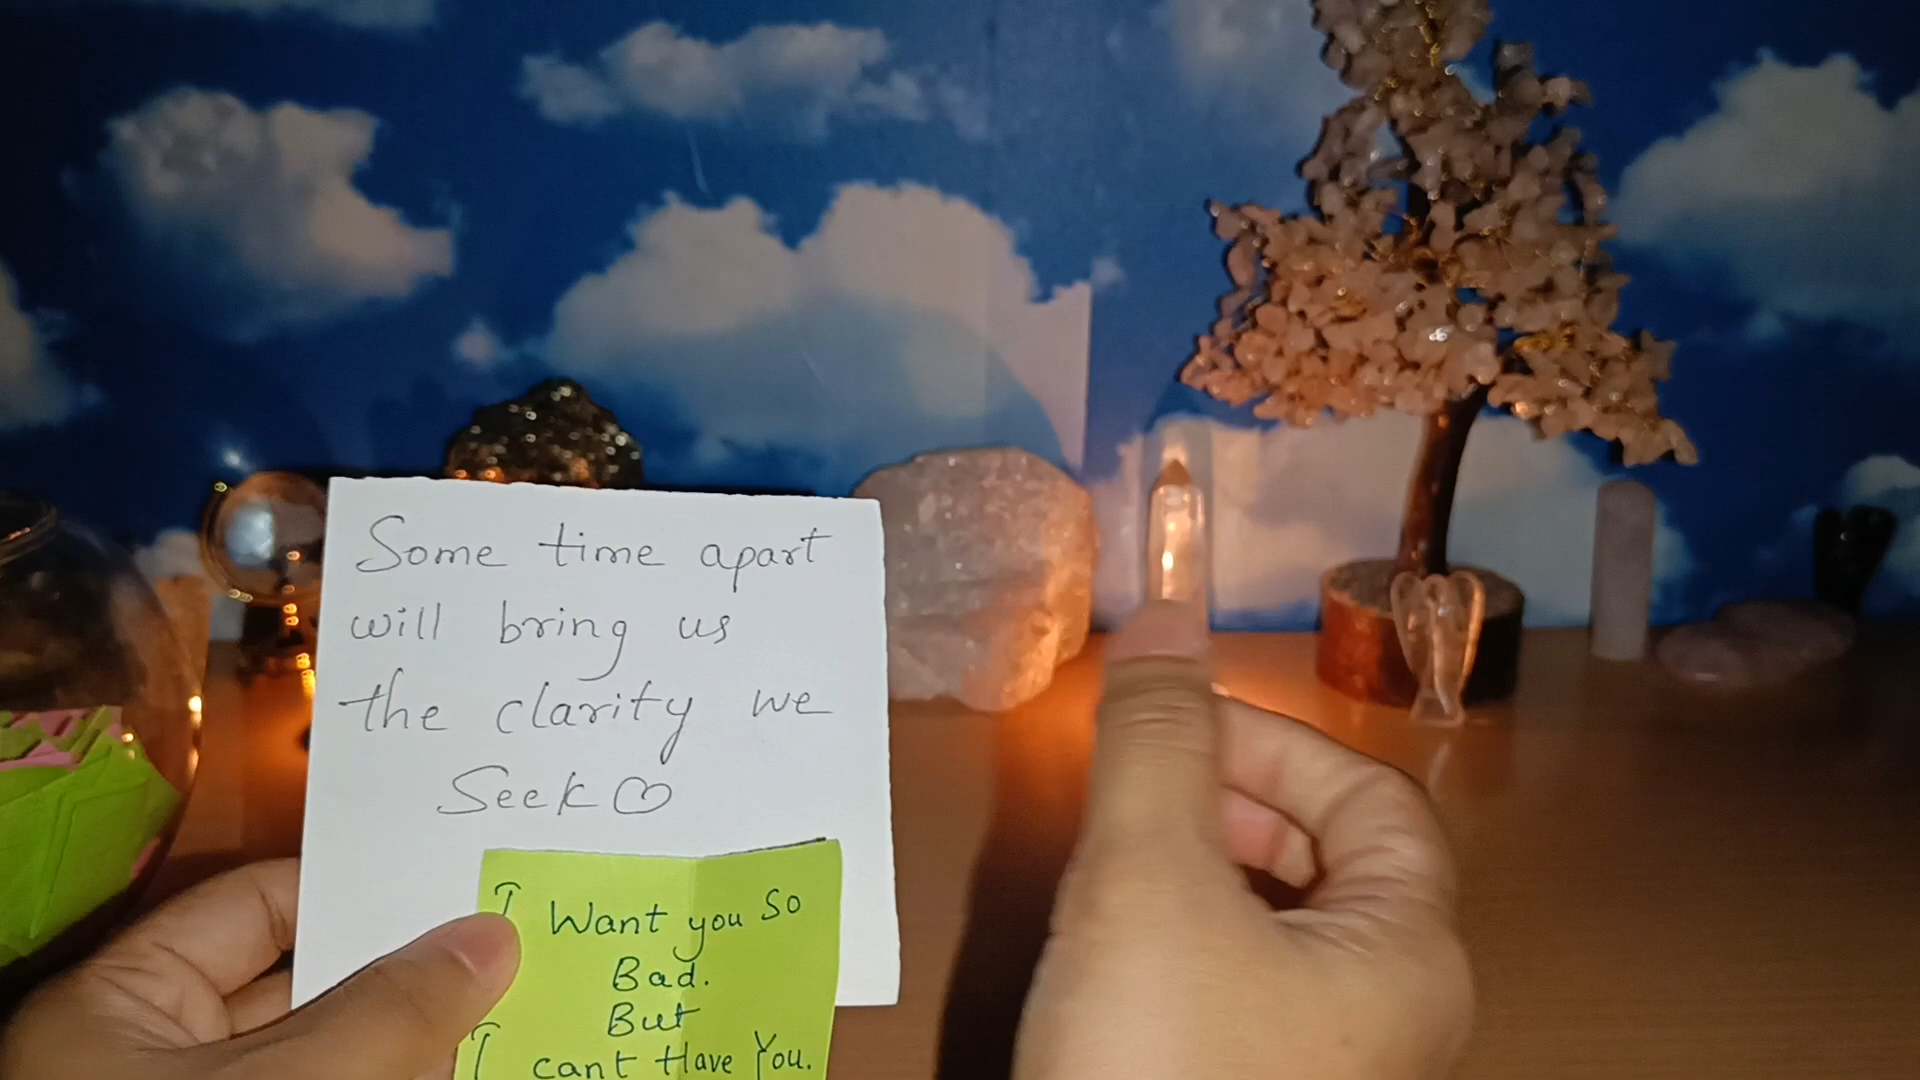 Some time apart
will bring us
the clarity we
Seek
I Want you So
Bad.
But
I cant Have You.